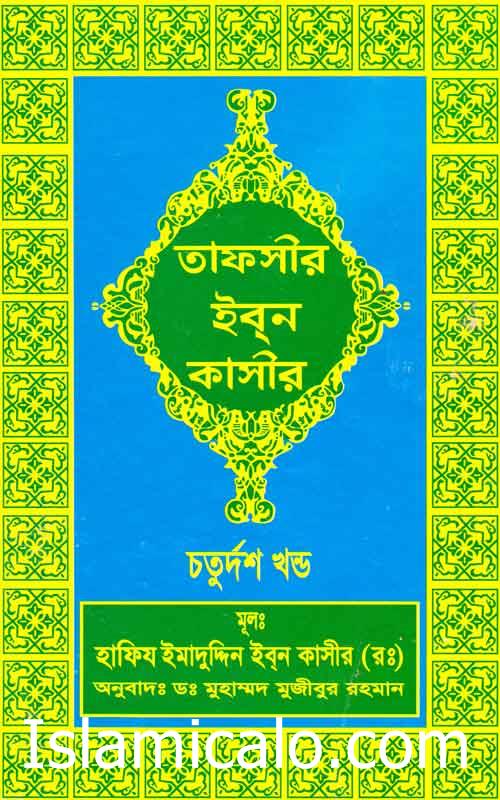 তাফসীর
ইব্‌ন
কাসীর
চতুর্দশ খন্ড
মূলঃ
হাফিয ইমাদুদ্দিন ইব্‌ন কাসীর (রঃ)
অনুবাদঃ ডঃ মুহাম্মদ মুজীবুর রহমান
Islamicalo.com